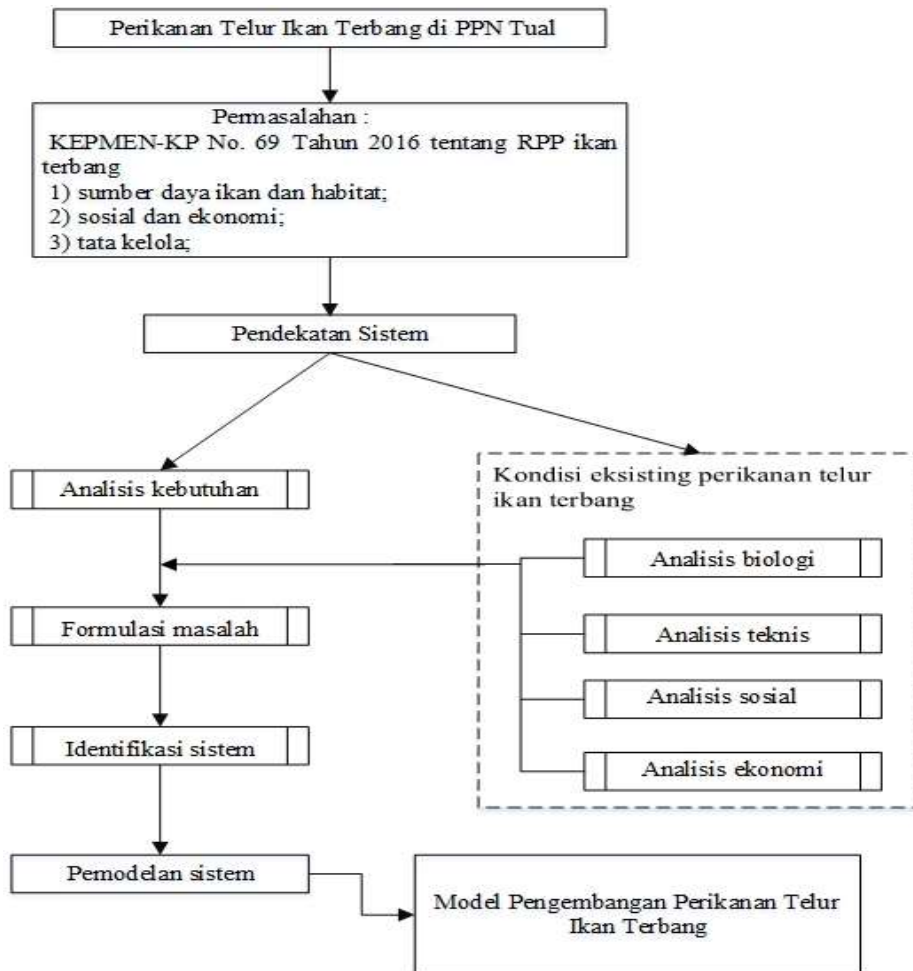 Perikanan Telur Ikan Terbang di PPN Tual
Permasalahan :
KEPMEN-KP No. 69 Tahun 2016 tentang RPP ikan
terbang
1) sumber daya ikan dan habitat;
2) sosial dan ekonomi;
3) tata kelola;
Pendekatan Sistem
Analisis kebutuhan
Kondisi eksisting perikanan telur
ikan terbang
Analisis biologi
Formulasi masalah
Analisis teknis
Analisis sosial
Identifikasi sistem
Analisis ekonomi
Pemodelan sistem
Model Pengembangan Perikanan Telur
Ikan Terbang